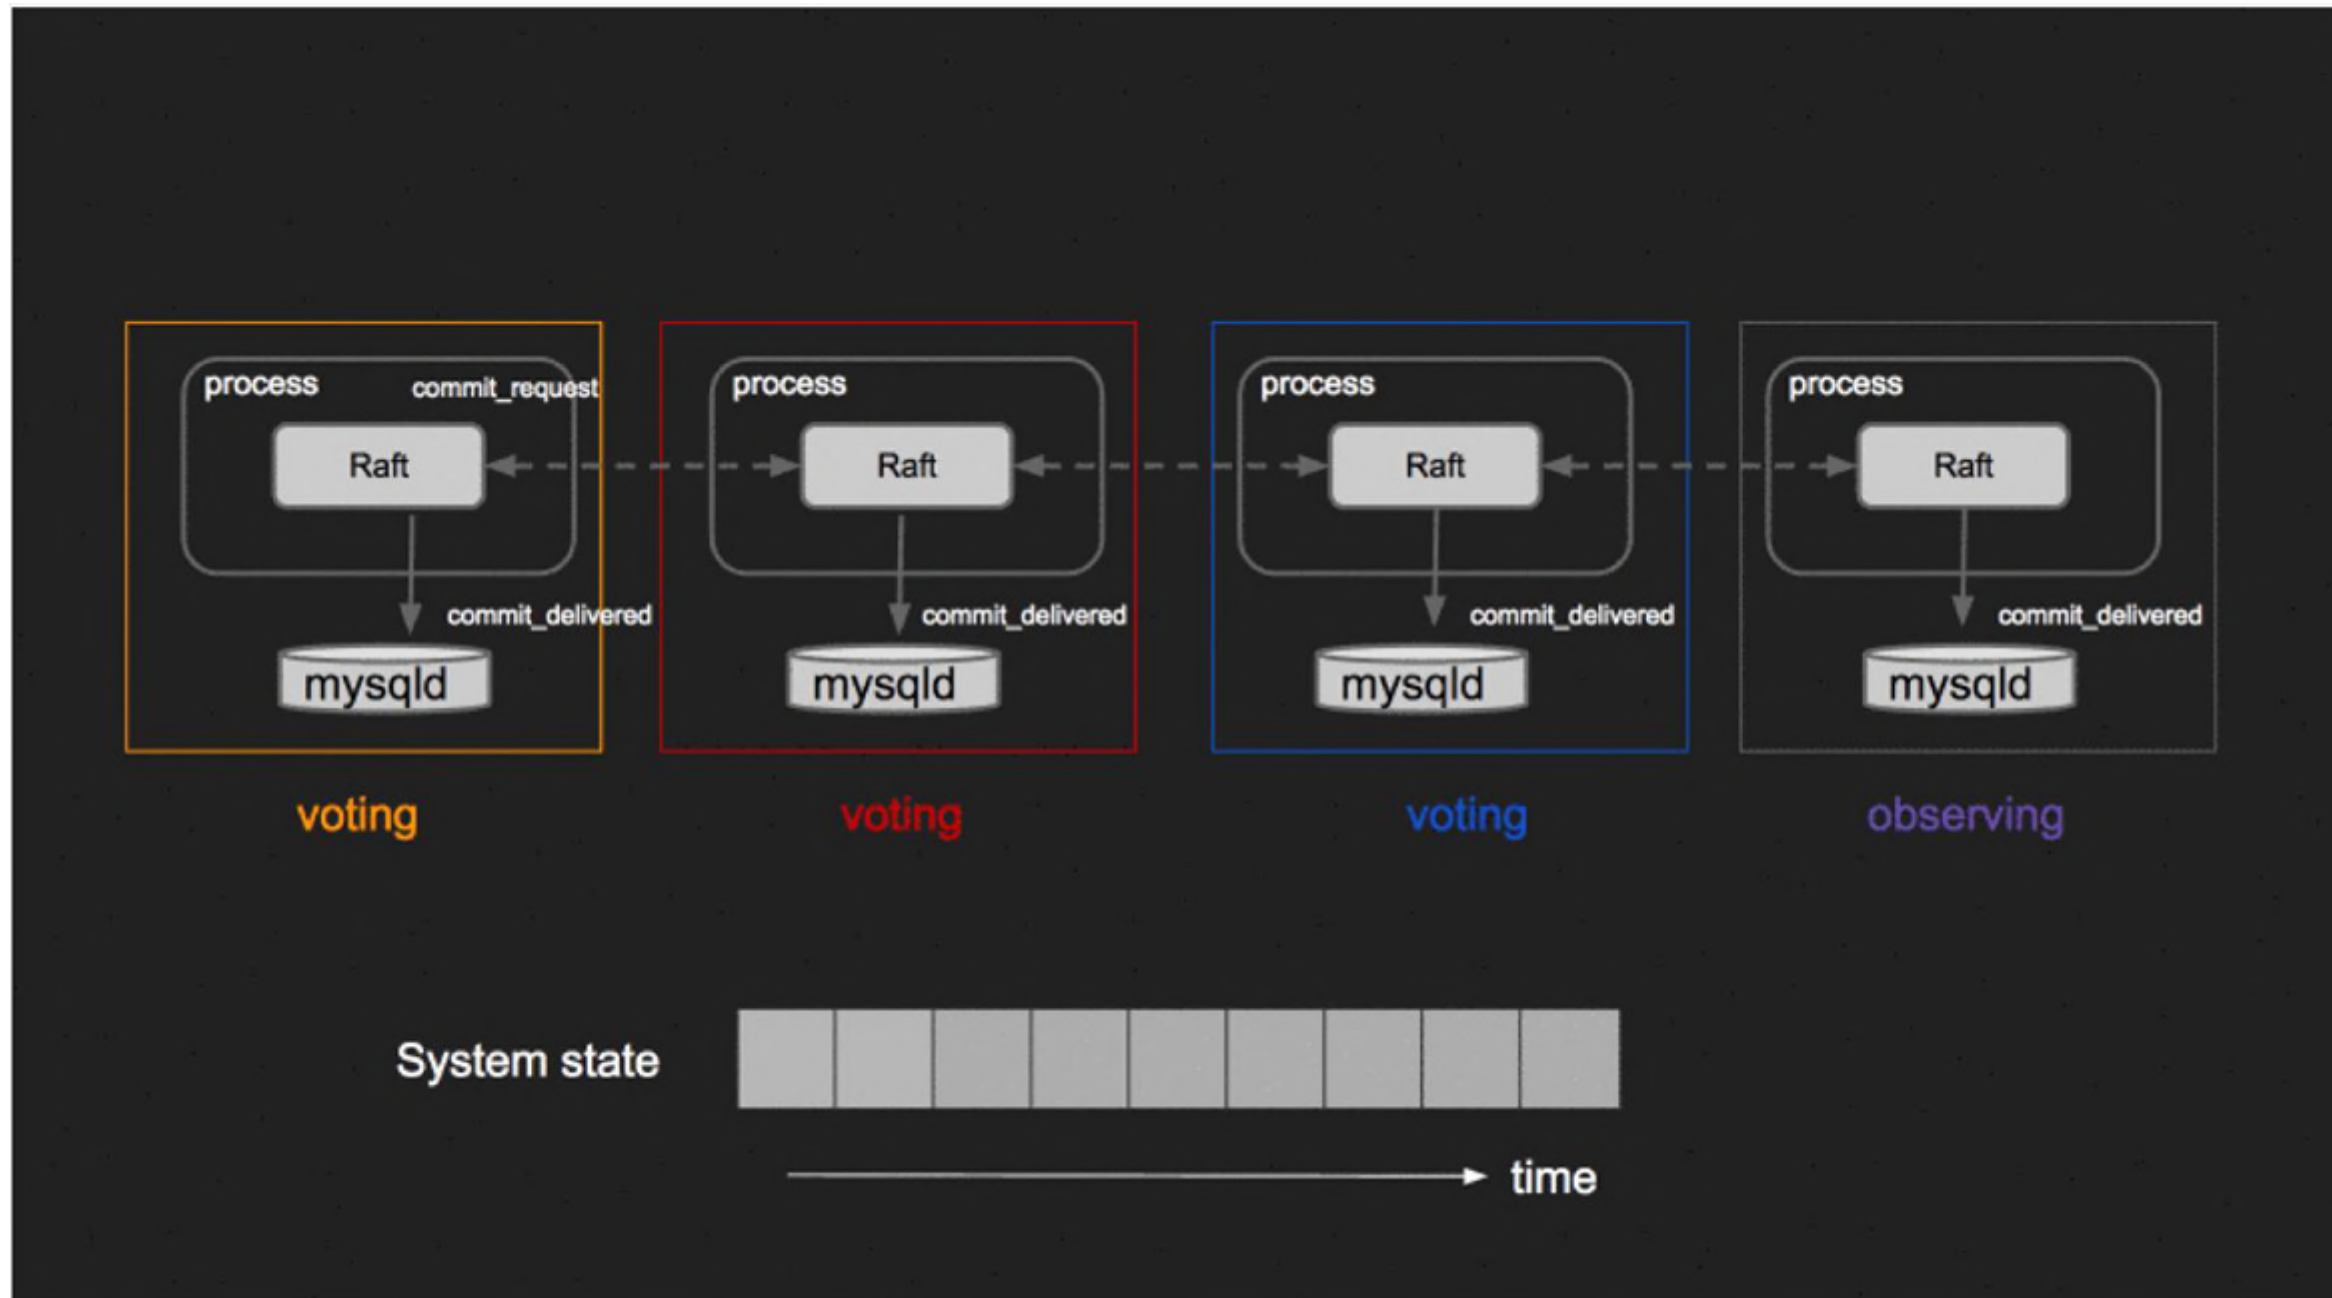 process
commit_request
process
process
process
Raft
Raft
Raft
Raft
commit_delivered
commit_delivered
commit_delivered
commit_delivered
mysqld
mysqld
mysqld
mysqld
voting
voting
voting
observing
System state
time